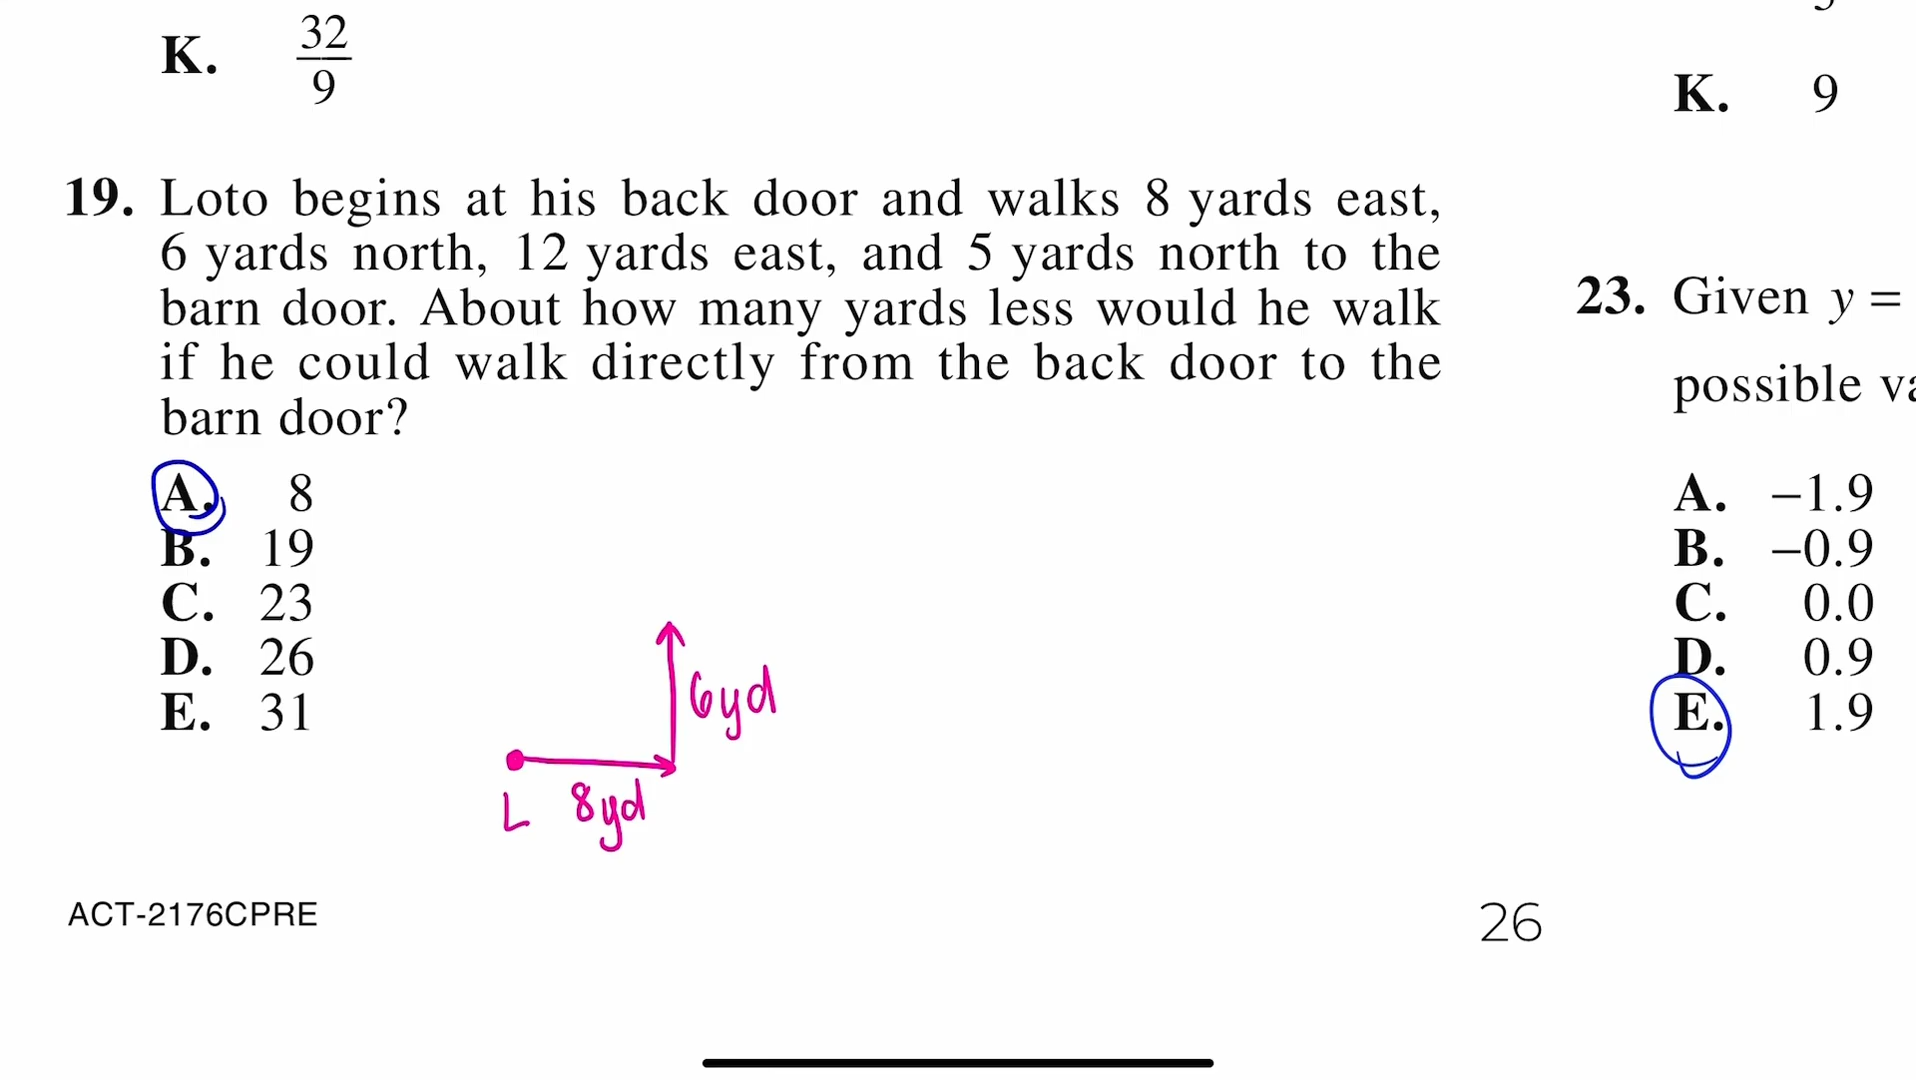 K. 32/9
19. Loto begins at his back door and walks 8 yards east,
6 yards north, 12 yards east, and 5 yards north to the
barn door. About how many yards less would he walk
if he could walk directly from the back door to the
barn door?
A. 8
B. 19
C. 23
D. 26
E. 31
6yd
L 8yd
ACT-2176CPRE
26
K. 9
23. Given y =
possible
A. –1.9
B. –0.9
C. 0.0
D. 0.9
E. 1.9